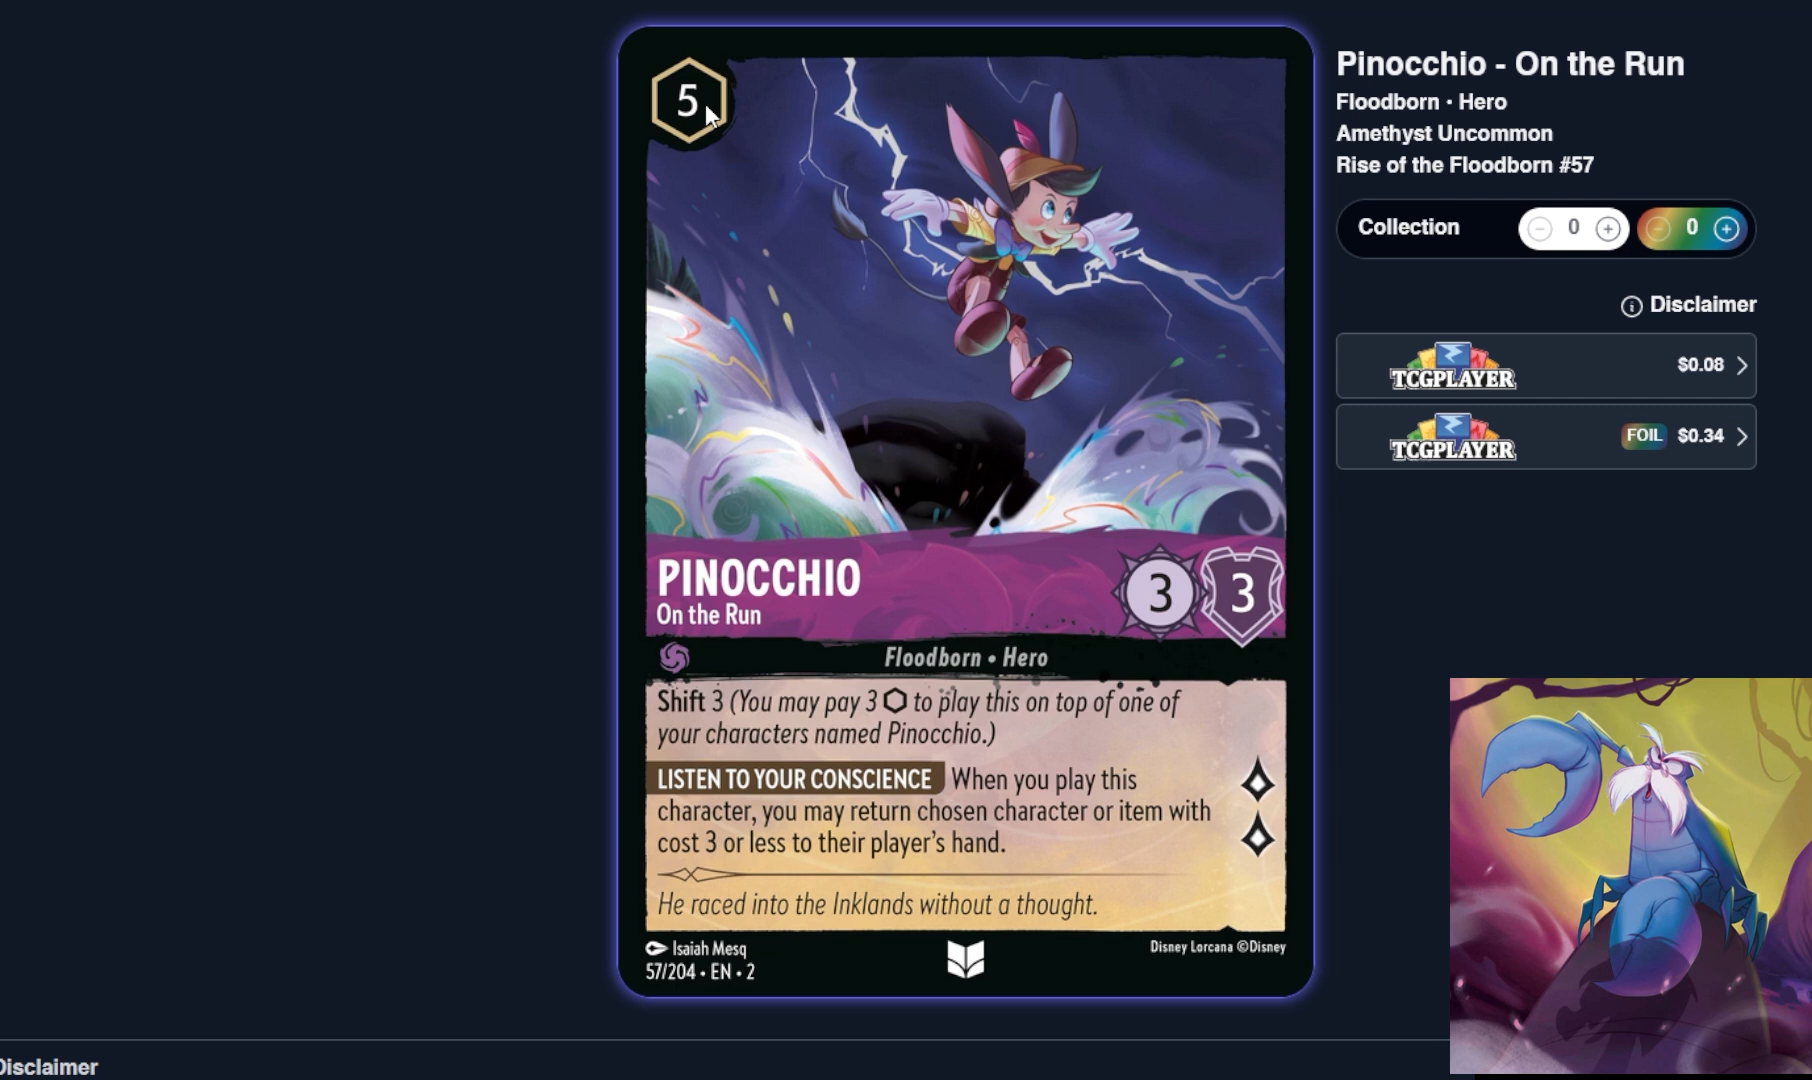 5
PINOCCHIO
On the Run
3
3
Floodborn • Hero
Shift 3 (You may pay 3 to play this on top of one of
your characters named Pinocchio.)
LISTEN TO YOUR CONSCIENCE When you play this
character, you may return chosen character or item with
cost 3 or less to their player's hand.
He raced into the Inklands without a thought.
Isaiah Mesq
57/204 • EN • 2
Disney Lorcana ©Disney
Pinocchio - On the Run
Floodborn • Hero
Amethyst Uncommon
Rise of the Floodborn #57
Collection
0
0
Disclaimer
TCGPLAYER $0.08
TCGPLAYER FOIL $0.34
Disclaimer